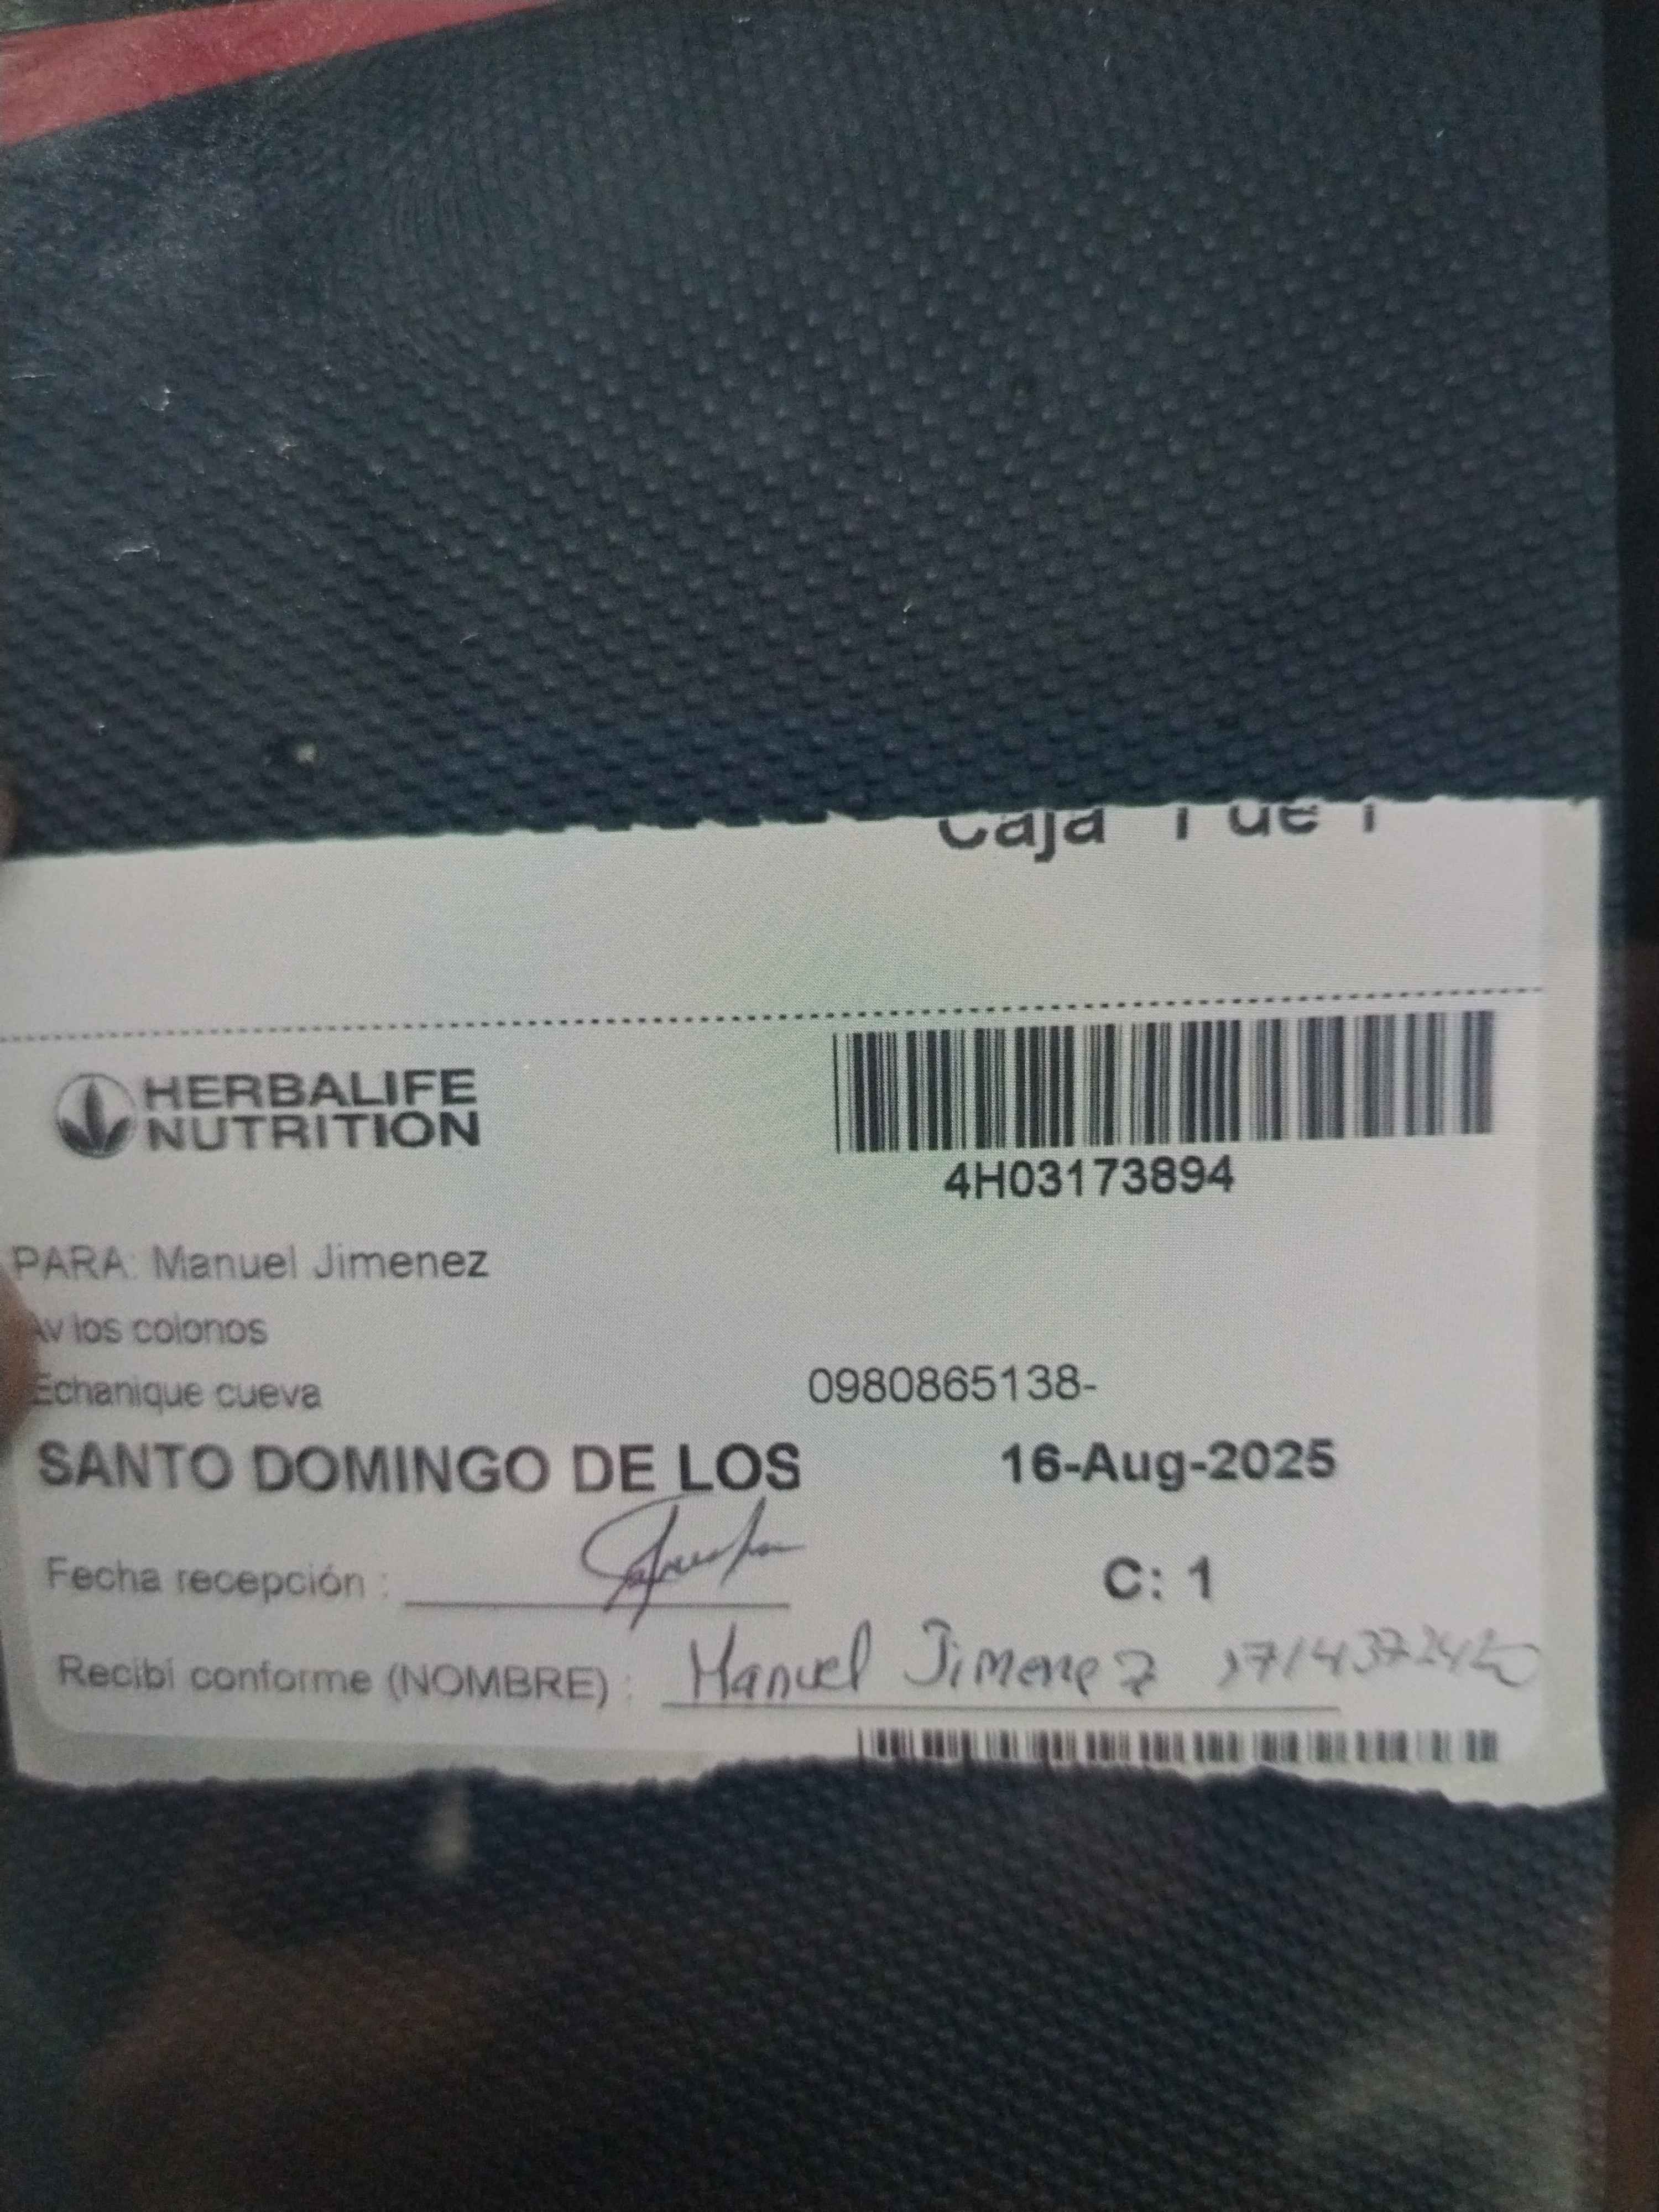 Caja 1 de 1
HERBALIFE
NUTRITION
4H03173894
PARA: Manuel Jimenez
Av los colonos
Echanique cueva
0980865138-
SANTO DOMINGO DE LOS
16-Aug-2025
Fecha recepción :
C: 1
Recibí conforme (NOMBRE) : Manuel Jimenez